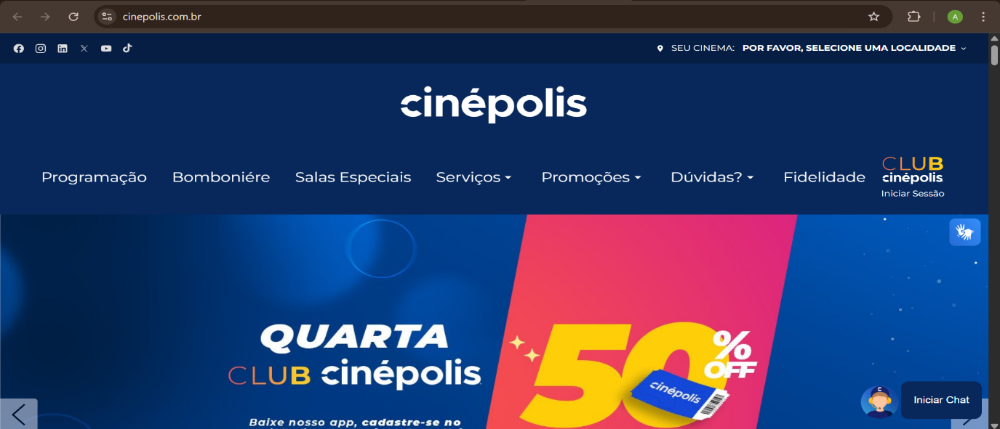 cinepolis.com.br
A
SEU CINEMA: POR FAVOR, SELECIONE UMA LOCALIDADE
cinépolis
Programação Bomboniére Salas Especiais Serviços Promoções Dúvidas? Fidelidade
CLUB
cinépolis
Iniciar Sessão
QUARTA
CLUB cinépolis
50% OFF
cinépolis
Baixe nosso app, cadastre-se no
Iniciar Chat